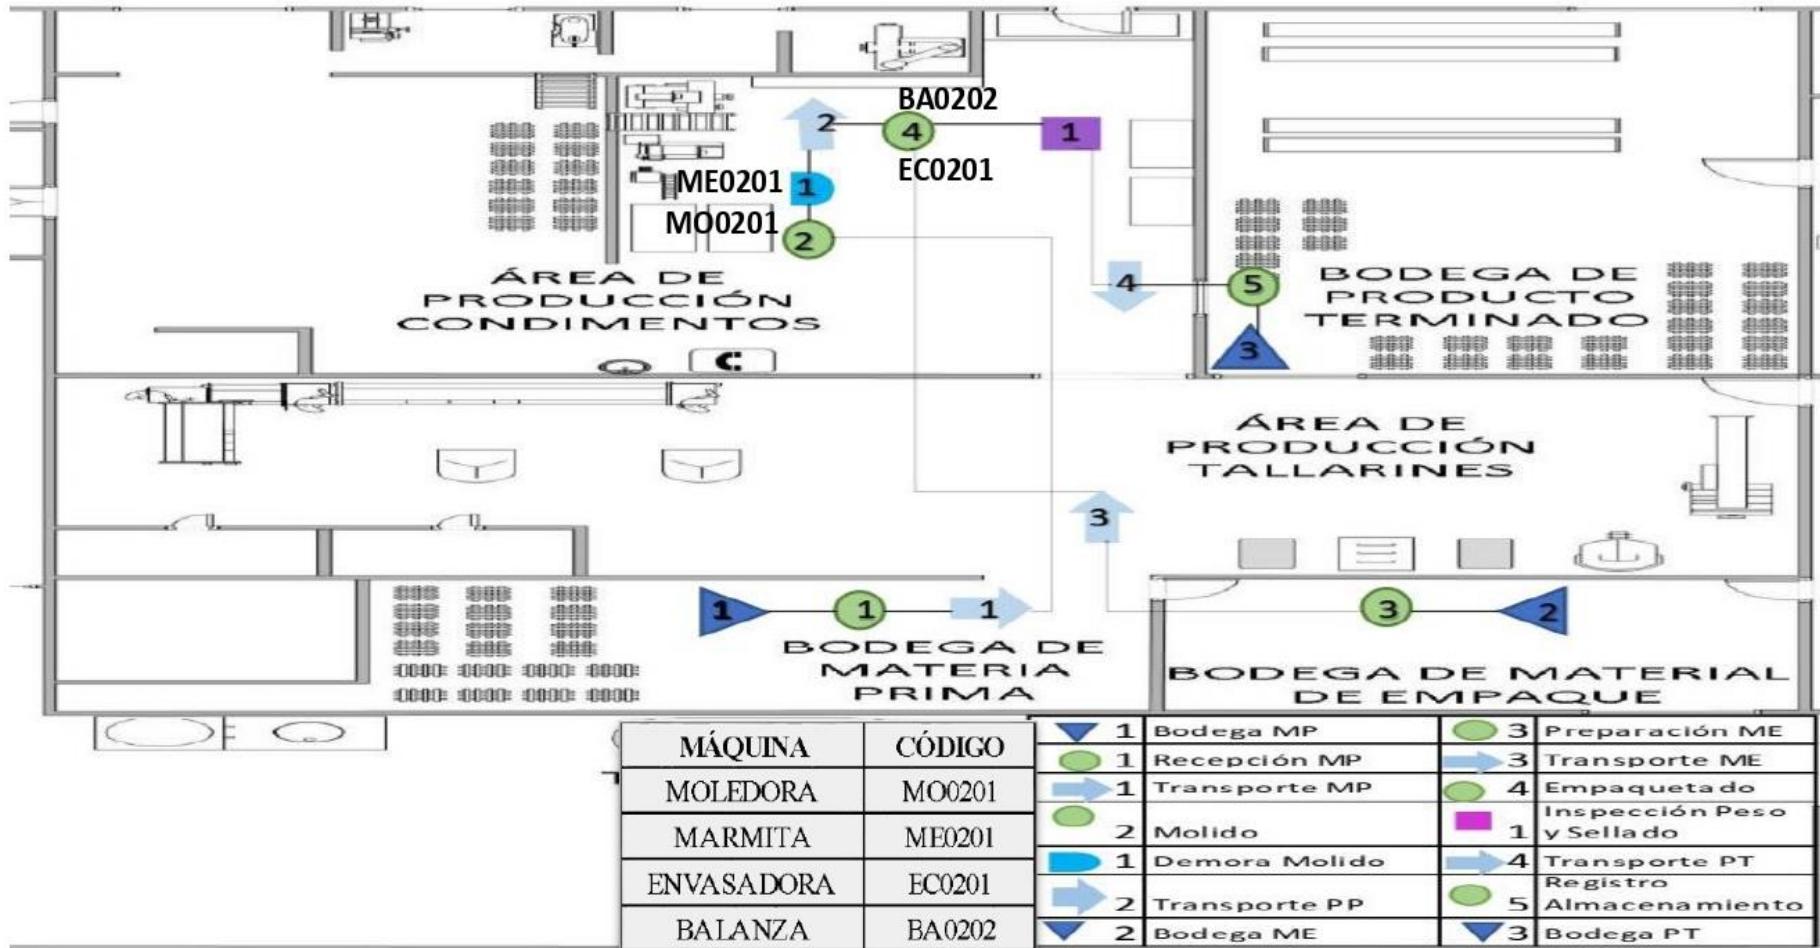 BA0202
2
4
1
EC0201
ME0201
1
MO0201
2
ÁREA DE
PRODUCCIÓN
CONDIMENTOS
4
5
BODEGA DE
PRODUCTO
TERMINADO
3
ÁREA DE
PRODUCCIÓN
TALLARINES
3
1
1
1
BODEGA DE
MATERIA
PRIMA
3
2
BODEGA DE MATERIAL
DE EMPAQUE
MÁQUINA CÓDIGO
MOLEDORA MO0201
MARMITA ME0201
ENVASADORA EC0201
BALANZA BA0202
1 Bodega MP
1 Recepción MP
1 Transporte MP
2 Molido
1 Demora Molido
2 Transporte PP
2 Bodega ME
3 Preparación ME
3 Transporte ME
4 Empaquetado
Inspección Peso
1 y Sellado
4 Transporte PT
Registro
5 Almacenamiento
3 Bodega PT